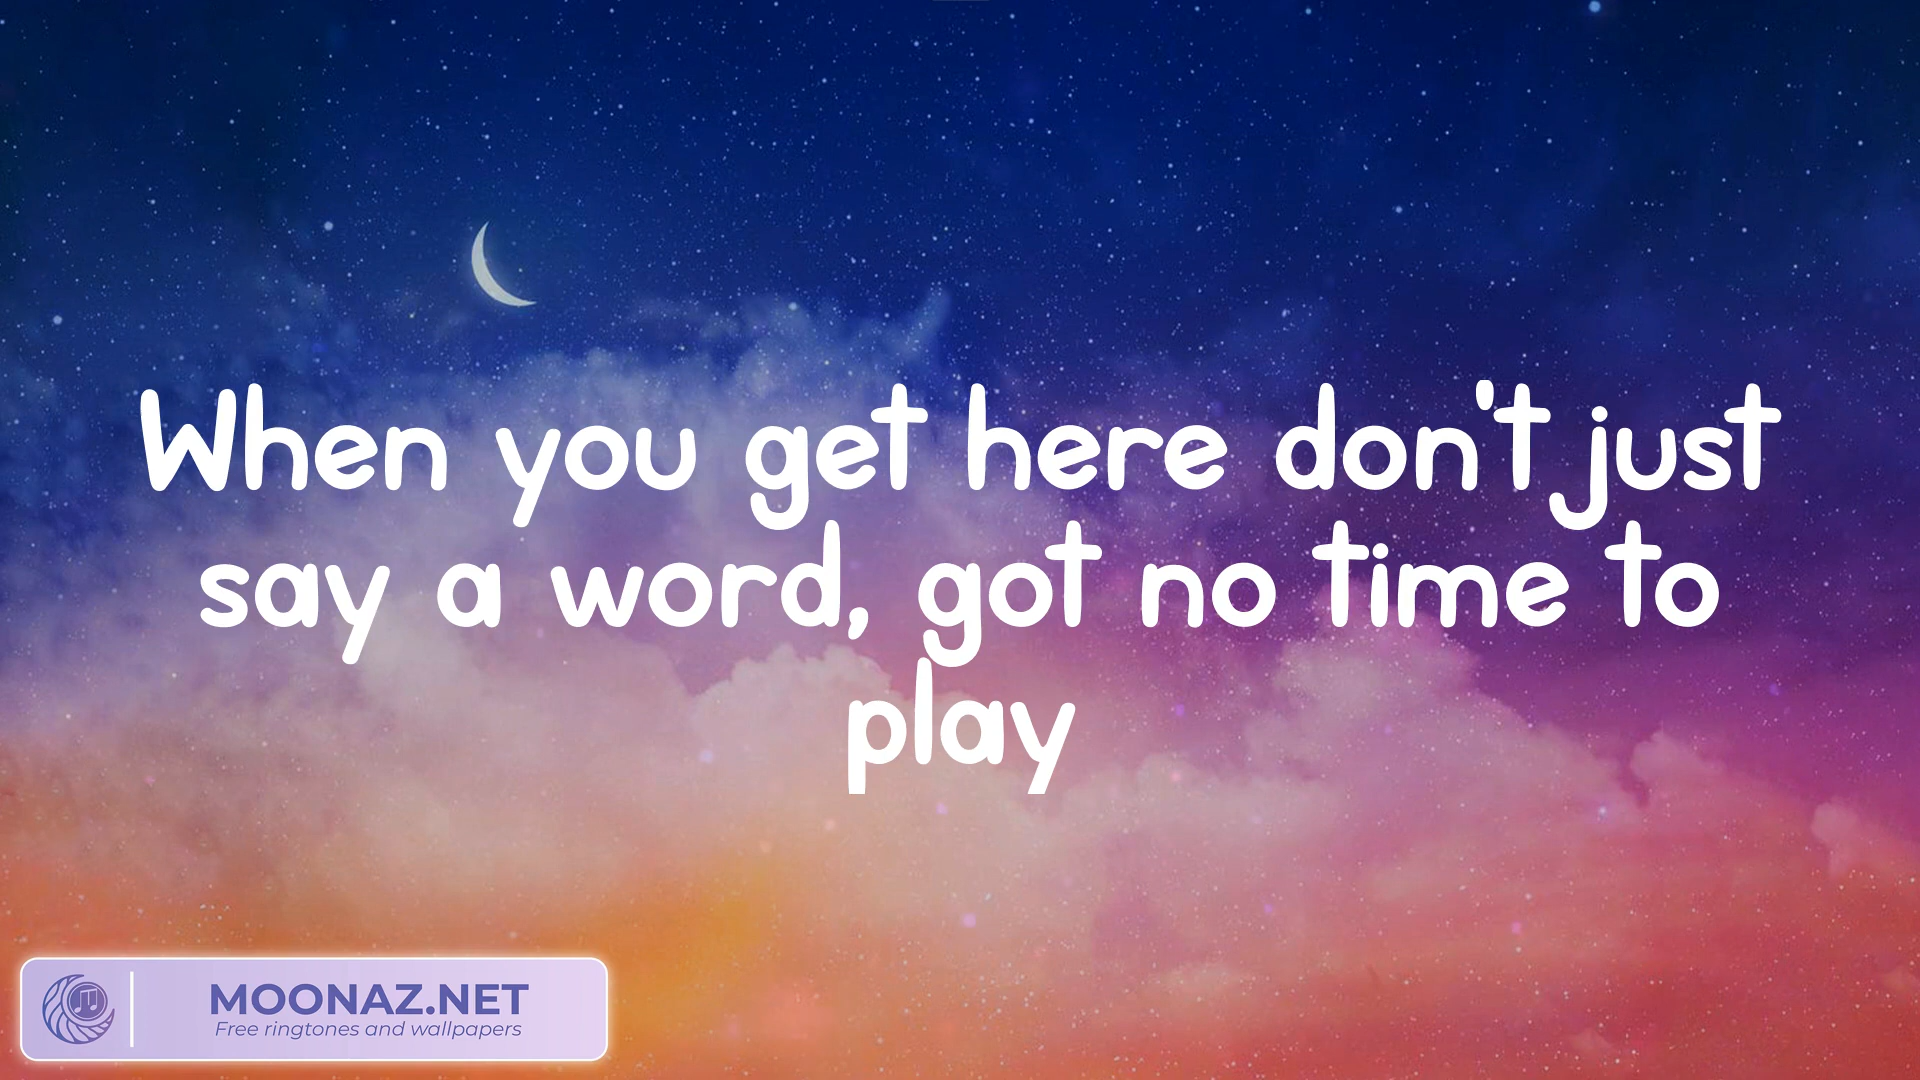 When you get here don't just
say a word, got no time to
play
MOONAZ.NET
Free ringtones and wallpapers